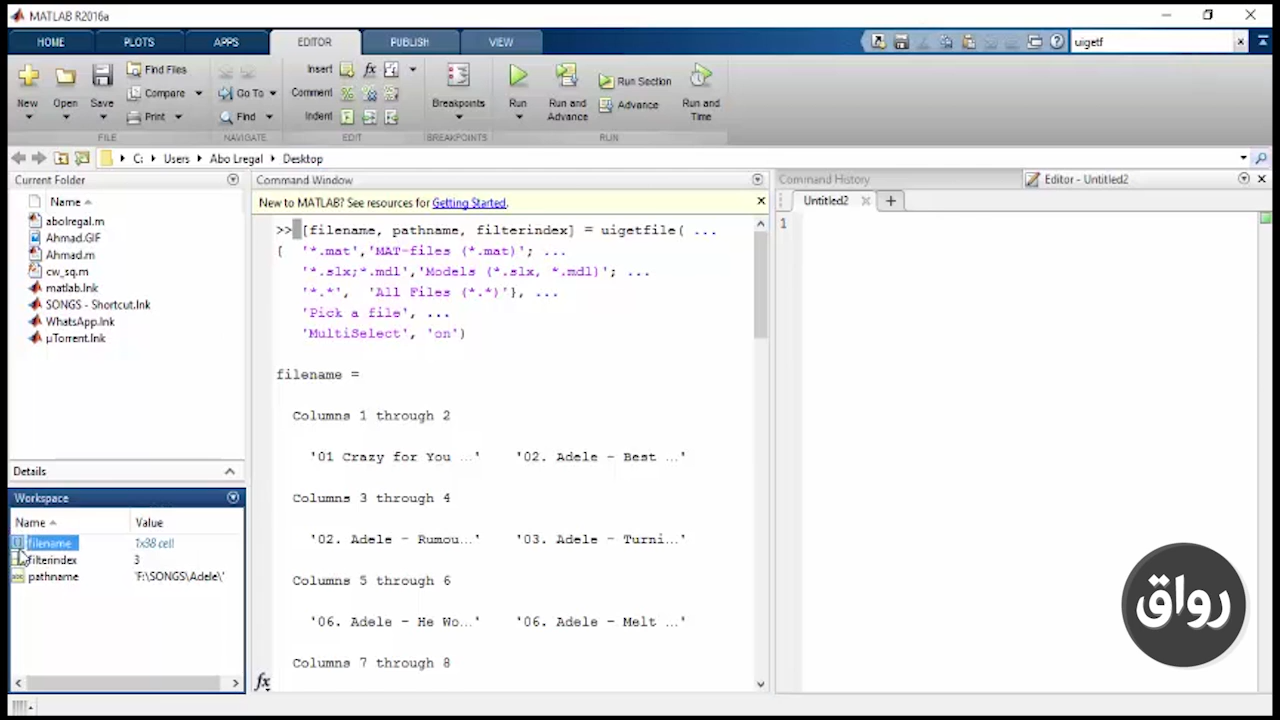 MATLAB R2016a
HOME PLOTS APPS EDITOR PUBLISH VIEW uigetf
New Open Save Find Files Compare Print Insert Comment Indent Go To Find Breakpoints Run Run and Advance Run Section Advance Run and Time
FILE NAVIGATE EDIT BREAKPOINTS RUN
C: Users Abo Lregal Desktop
Current Folder
Name
abolregal.m
Ahmad.GIF
Ahmad.m
cw_sq.m
matlab.lnk
SONGS - Shortcut.lnk
WhatsApp.lnk
µTorrent.lnk
Details
Workspace
Name Value
filename 1x38 cell
filterindex 3
pathname 'F:\SONGS\Adele\'
Command Window
New to MATLAB? See resources for Getting Started.
>> [filename, pathname, filterindex] = uigetfile( ...
{ '*.mat','MAT-files (*.mat)'; ...
'*.slx;*.mdl','Models (*.slx, *.mdl)'; ...
'*.*', 'All Files (*.*)'}, ...
'Pick a file', ...
'MultiSelect', 'on')
filename =
Columns 1 through 2
'01 Crazy for You ...' '02. Adele - Best ...'
Columns 3 through 4
'02. Adele - Rumou...' '03. Adele - Turni...'
Columns 5 through 6
'06. Adele - He Wo...' '06. Adele - Melt ...'
Columns 7 through 8
fx
Command History
Editor - Untitled2
Untitled2
1
رواق